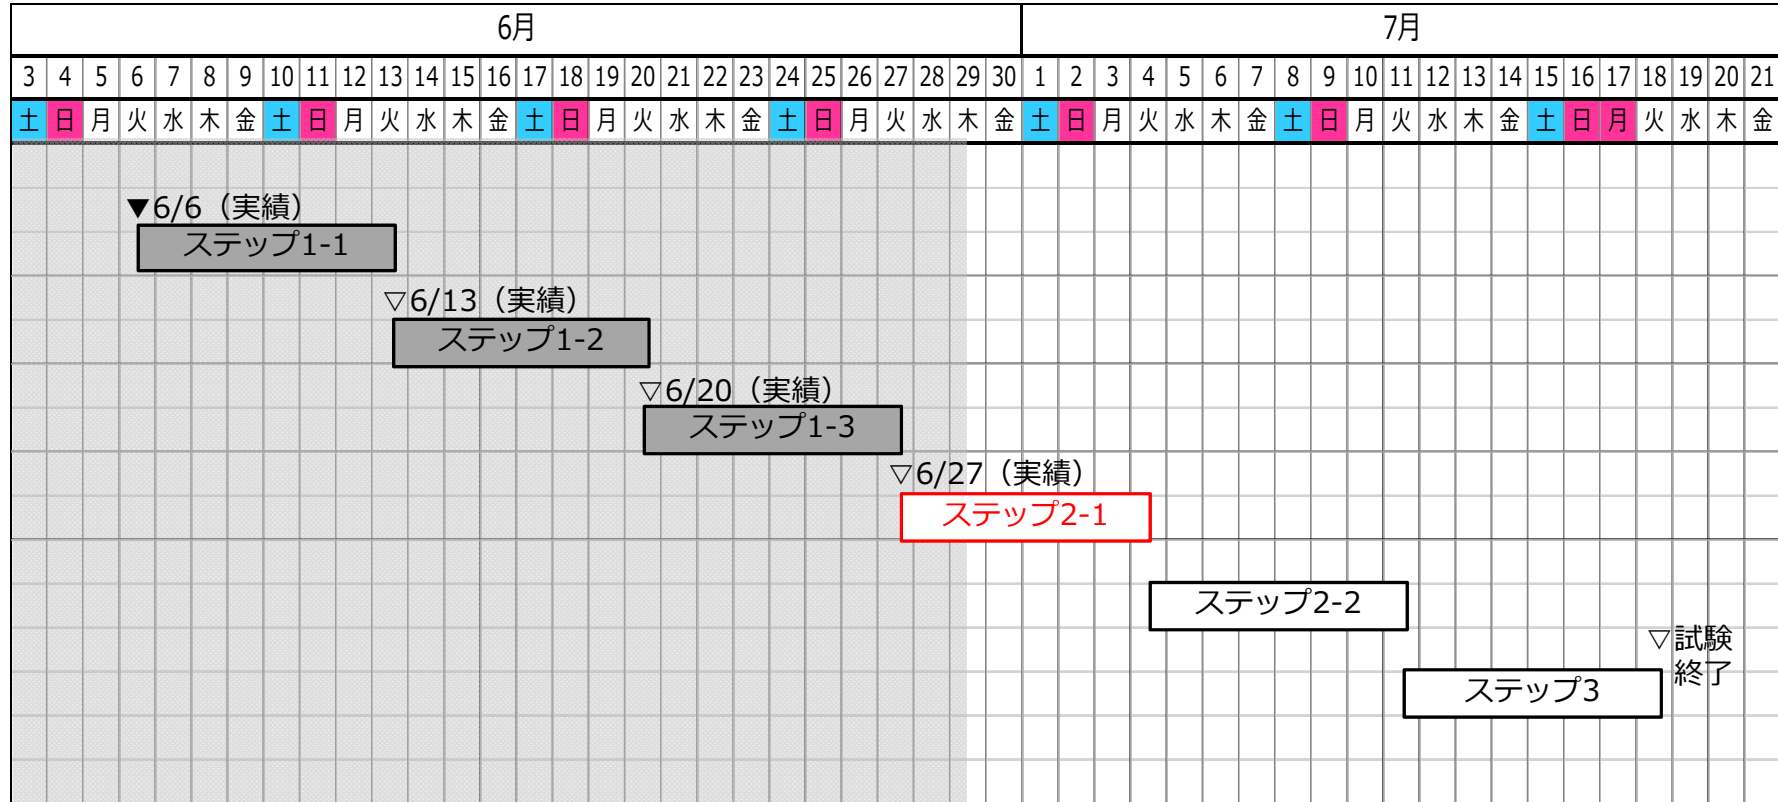 6月 7月
3 4 5 6 7 8 9 10 11 12 13 14 15 16 17 18 19 20 21 22 23 24 25 26 27 28 29 30 1 2 3 4 5 6 7 8 9 10 11 12 13 14 15 16 17 18 19 20 21
土 日 月 火 水 木 金 土 日 月 火 水 木 金 土 日 月 火 水 木 金 土 日 月 火 水 木 金 土 日 月 火 水 木 金 土 日 月 火 水 木 金 土 日 月 火 水 木 金
▼6/6（実績）
ステップ1-1
▽6/13（実績）
ステップ1-2
▽6/20（実績）
ステップ1-3
▽6/27（実績）
ステップ2-1
ステップ2-2
▽試験
終了
ステップ3